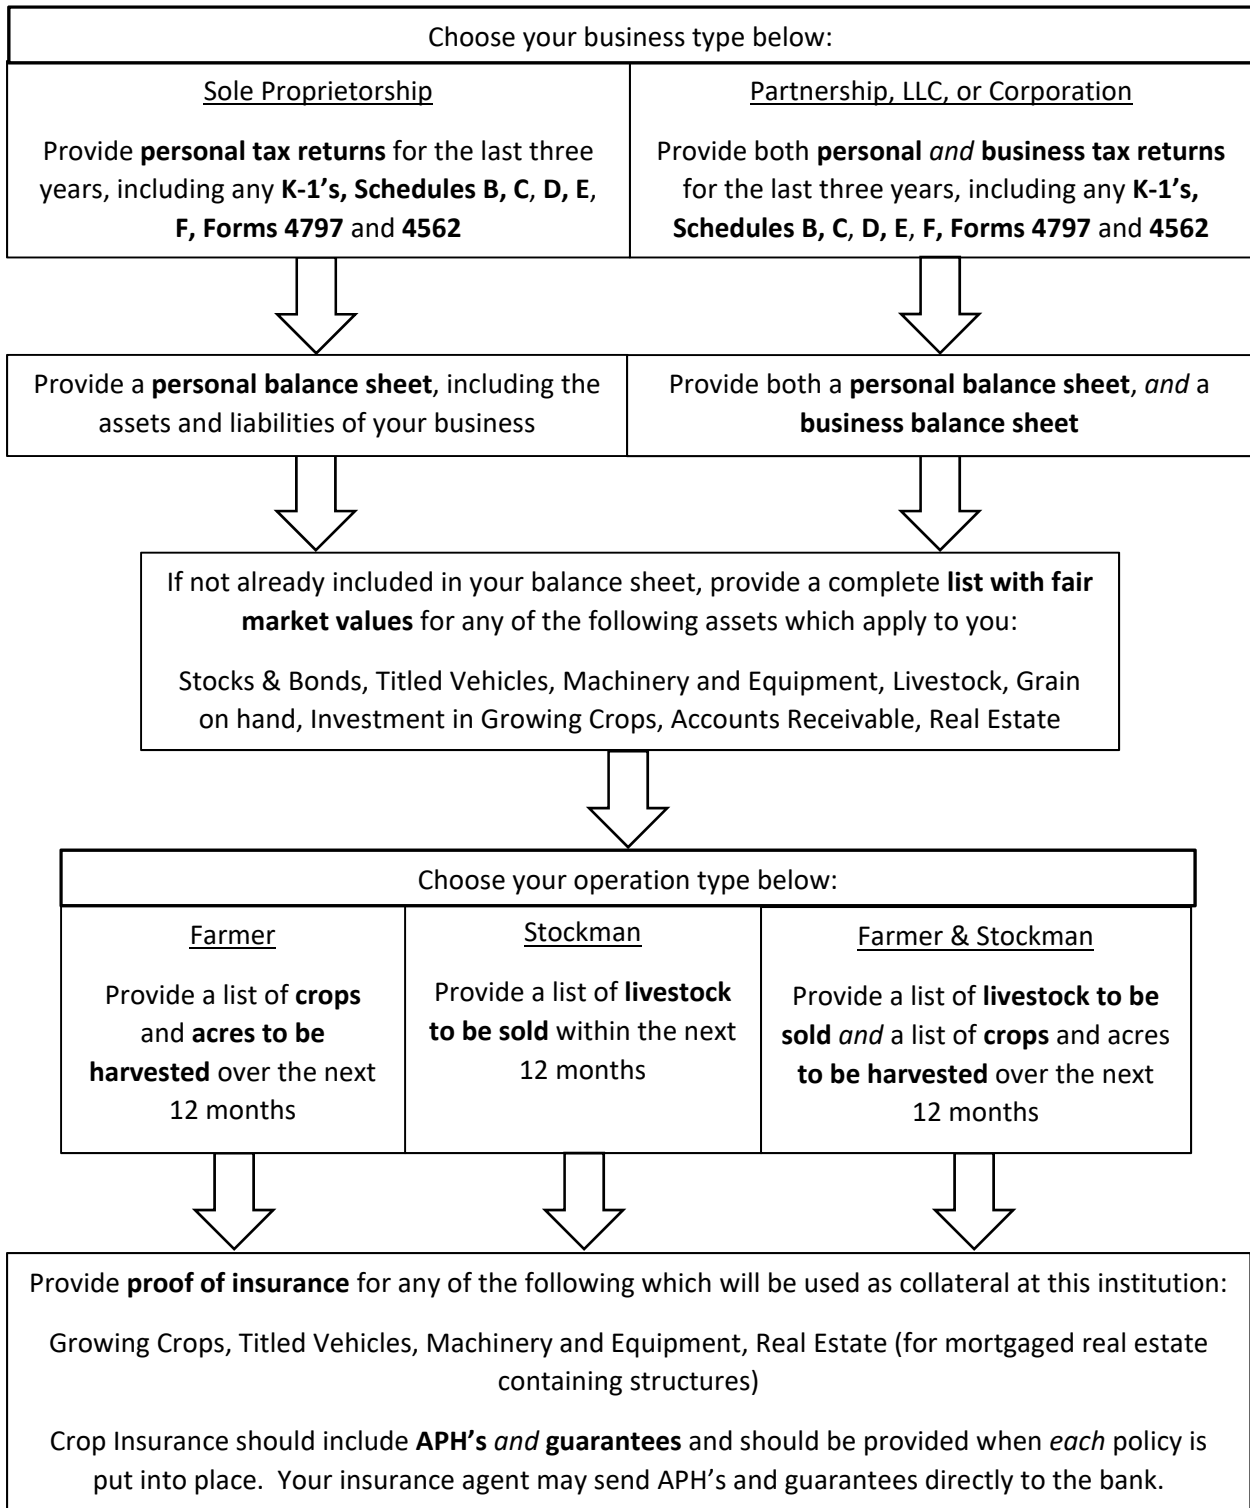 Choose your business type below:
Sole Proprietorship
Provide personal tax returns for the last three
years, including any K-1’s, Schedules B, C, D, E,
F, Forms 4797 and 4562
Partnership, LLC, or Corporation
Provide both personal and business tax returns
for the last three years, including any K-1’s,
Schedules B, C, D, E, F, Forms 4797 and 4562
Provide a personal balance sheet, including the
assets and liabilities of your business
Provide both a personal balance sheet, and a
business balance sheet
If not already included in your balance sheet, provide a complete list with fair
market values for any of the following assets which apply to you:
Stocks & Bonds, Titled Vehicles, Machinery and Equipment, Livestock, Grain
on hand, Investment in Growing Crops, Accounts Receivable, Real Estate
Choose your operation type below:
Farmer
Provide a list of crops
and acres to be
harvested over the next
12 months
Stockman
Provide a list of livestock
to be sold within the next
12 months
Farmer & Stockman
Provide a list of livestock to be
sold and a list of crops and acres
to be harvested over the next
12 months
Provide proof of insurance for any of the following which will be used as collateral at this institution:
Growing Crops, Titled Vehicles, Machinery and Equipment, Real Estate (for mortgaged real estate
containing structures)
Crop Insurance should include APH’s and guarantees and should be provided when each policy is
put into place.  Your insurance agent may send APH’s and guarantees directly to the bank.